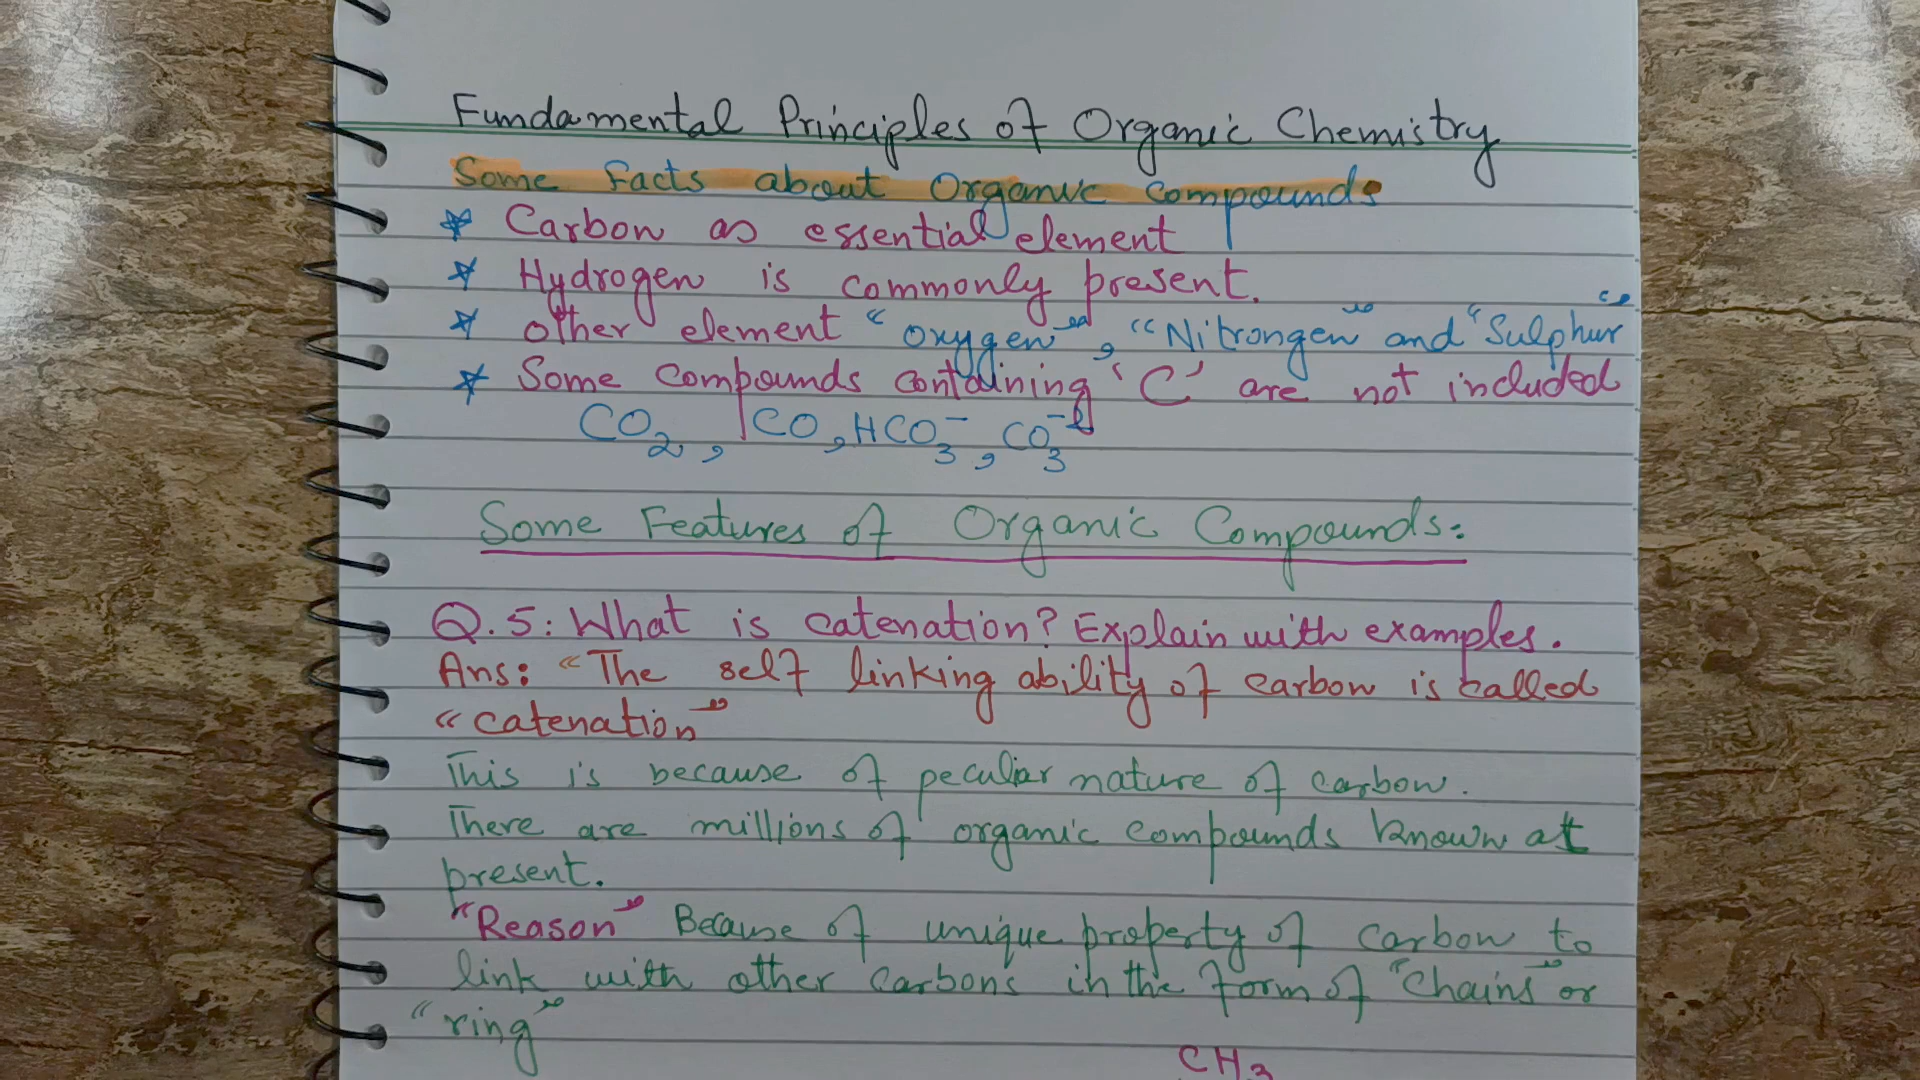 Fundamental Principles of Organic Chemistry
Some Facts about Organic Compounds
* Carbon as essential element
* Hydrogen is commonly present.
* other element "oxygen", "Nitrongen" and "Sulphur"
* Some compounds containing 'C' are not included
CO₂, CO, HCO₃⁻, CO₃⁻²
Some Features of Organic Compounds:
Q.5: What is catenation? Explain with examples.
Ans: "The self linking ability of carbon is called
"catenation"
This is because of peculiar nature of carbon.
There are millions of organic compounds known at
present.
"Reason" Because of unique property of carbon to
link with other carbons in the form of "Chains" or
"ring"
CH₃